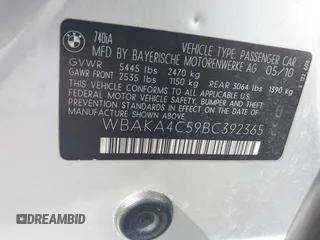 740iA
VEHICLE TYPE: PASSENGER CAR
MFD BY BAYERISCHE MOTORENWERKE AG 05/10
GVWR 5445 lbs 2470 kg
GAWR FRONT 2535 lbs 1150 kg REAR 3064 lbs 1390 kg
THIS VEHICLE CONFORMS TO ALL APPLICABLE FEDERAL MOTOR
VEHICLE SAFETY, BUMPER, AND THEFT PREVENTION STANDARDS
IN EFFECT ON THE DATE OF MANUFACTURE SHOWN ABOVE.
WBAKA4C59BC392365
DREAMBID